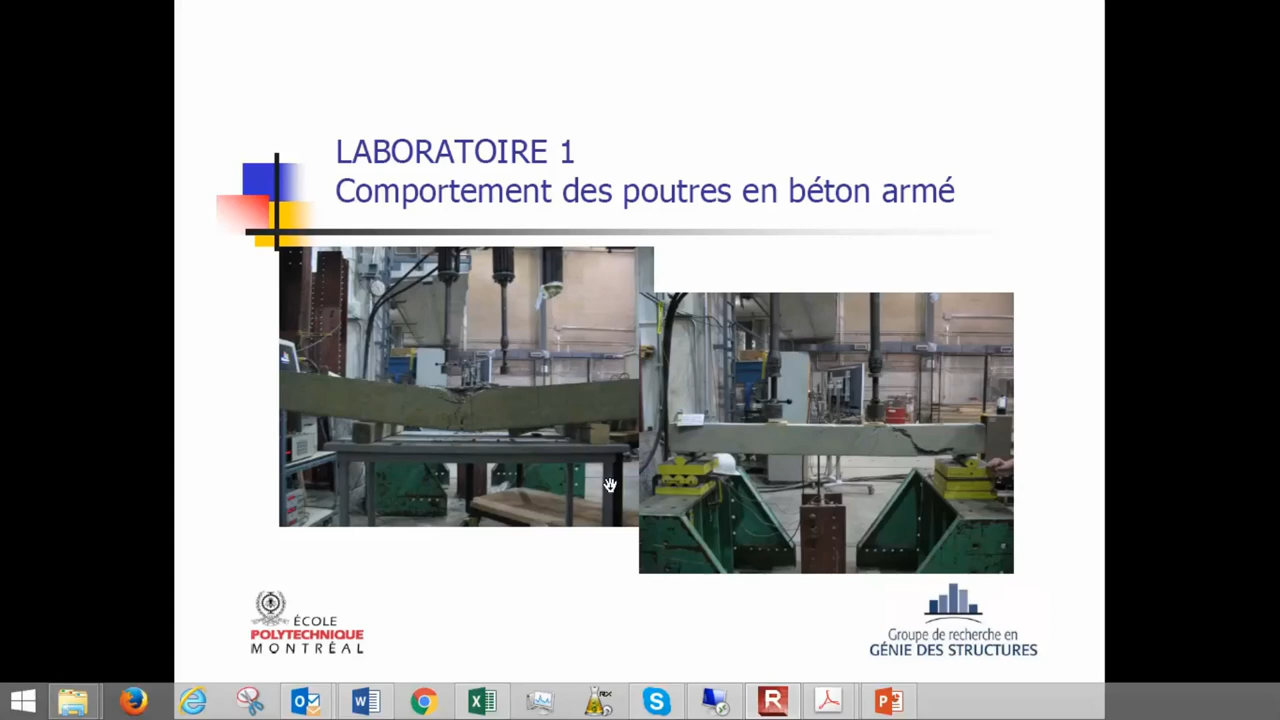 LABORATOIRE 1
Comportement des poutres en béton armé
ÉCOLE
POLYTECHNIQUE
MONTRÉAL
Groupe de recherche en
GÉNIE DES STRUCTURES